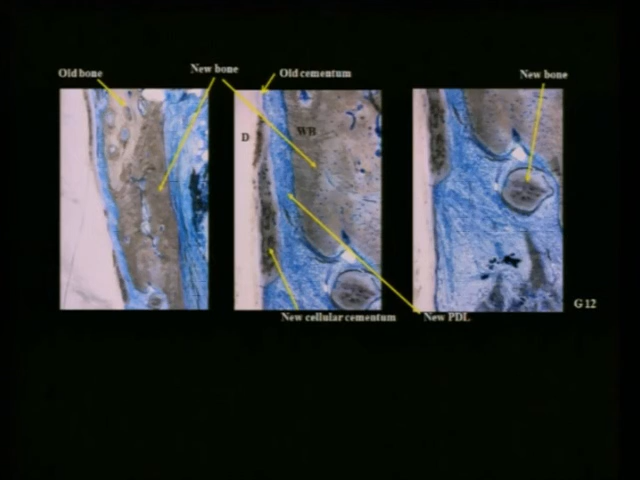 Old bone
New bone
Old cementum
New bone
D
WB
G 12
New cellular cementum
New PDL